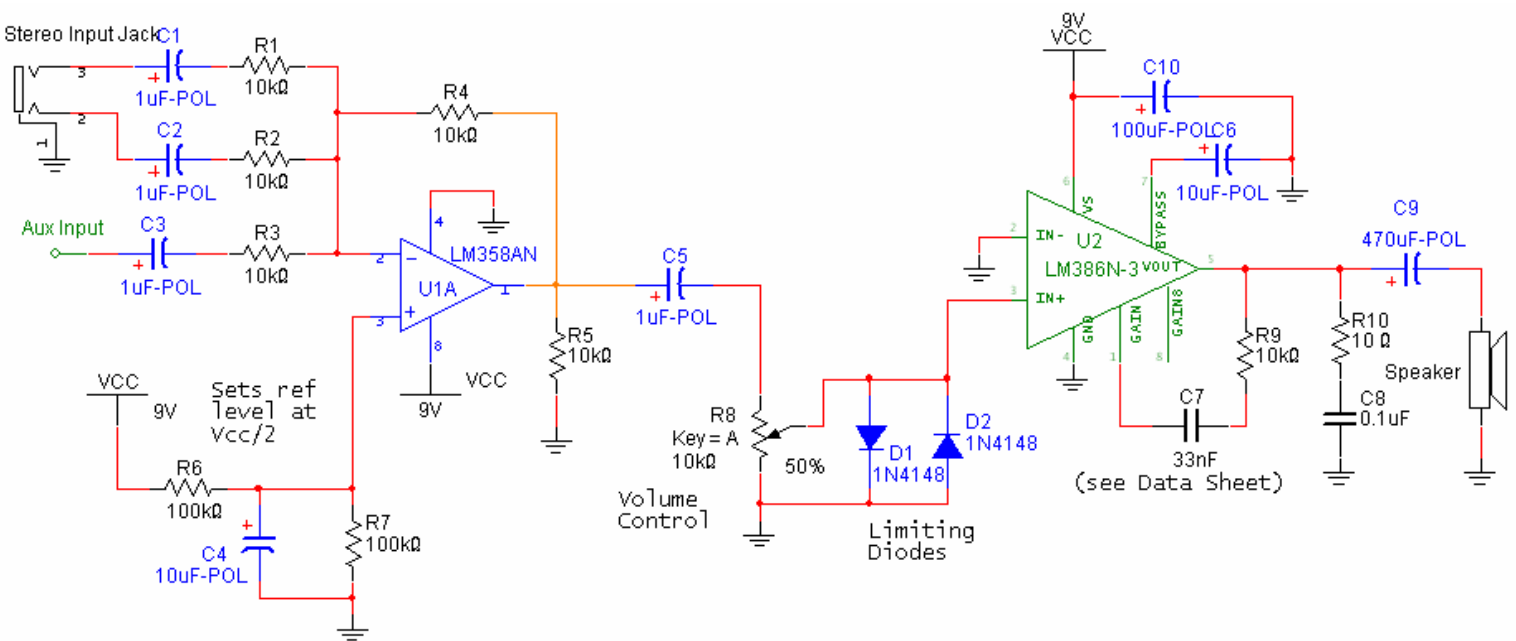 Stereo Input Jack
C1
3
+
1uF-POL
R1
10kΩ
2
1
C2
+
1uF-POL
R2
10kΩ
R4
10kΩ
Aux Input
C3
+
1uF-POL
R3
10kΩ
4
LM358AN
2
−
U1A
1
3
+
8
VCC
9V
C5
+
1uF-POL
R5
10kΩ
VCC
9V
Sets ref
level at
Vcc/2
R6
100kΩ
+
C4
10uF-POL
R7
100kΩ
R8
Key = A
10kΩ
50%
Volume
Control
D1
1N4148
D2
1N4148
Limiting
Diodes
9V
VCC
C10
+
100uF-POL
C6
+
10uF-POL
6
VS
7
BYPASS
2
IN-
U2
LM386N-3
VOUT
5
3
IN+
GND
4
GAIN
1
GAIN8
8
R9
10kΩ
C7
33nF
(see Data Sheet)
R10
10 Ω
C8
0.1uF
C9
470uF-POL
+
Speaker